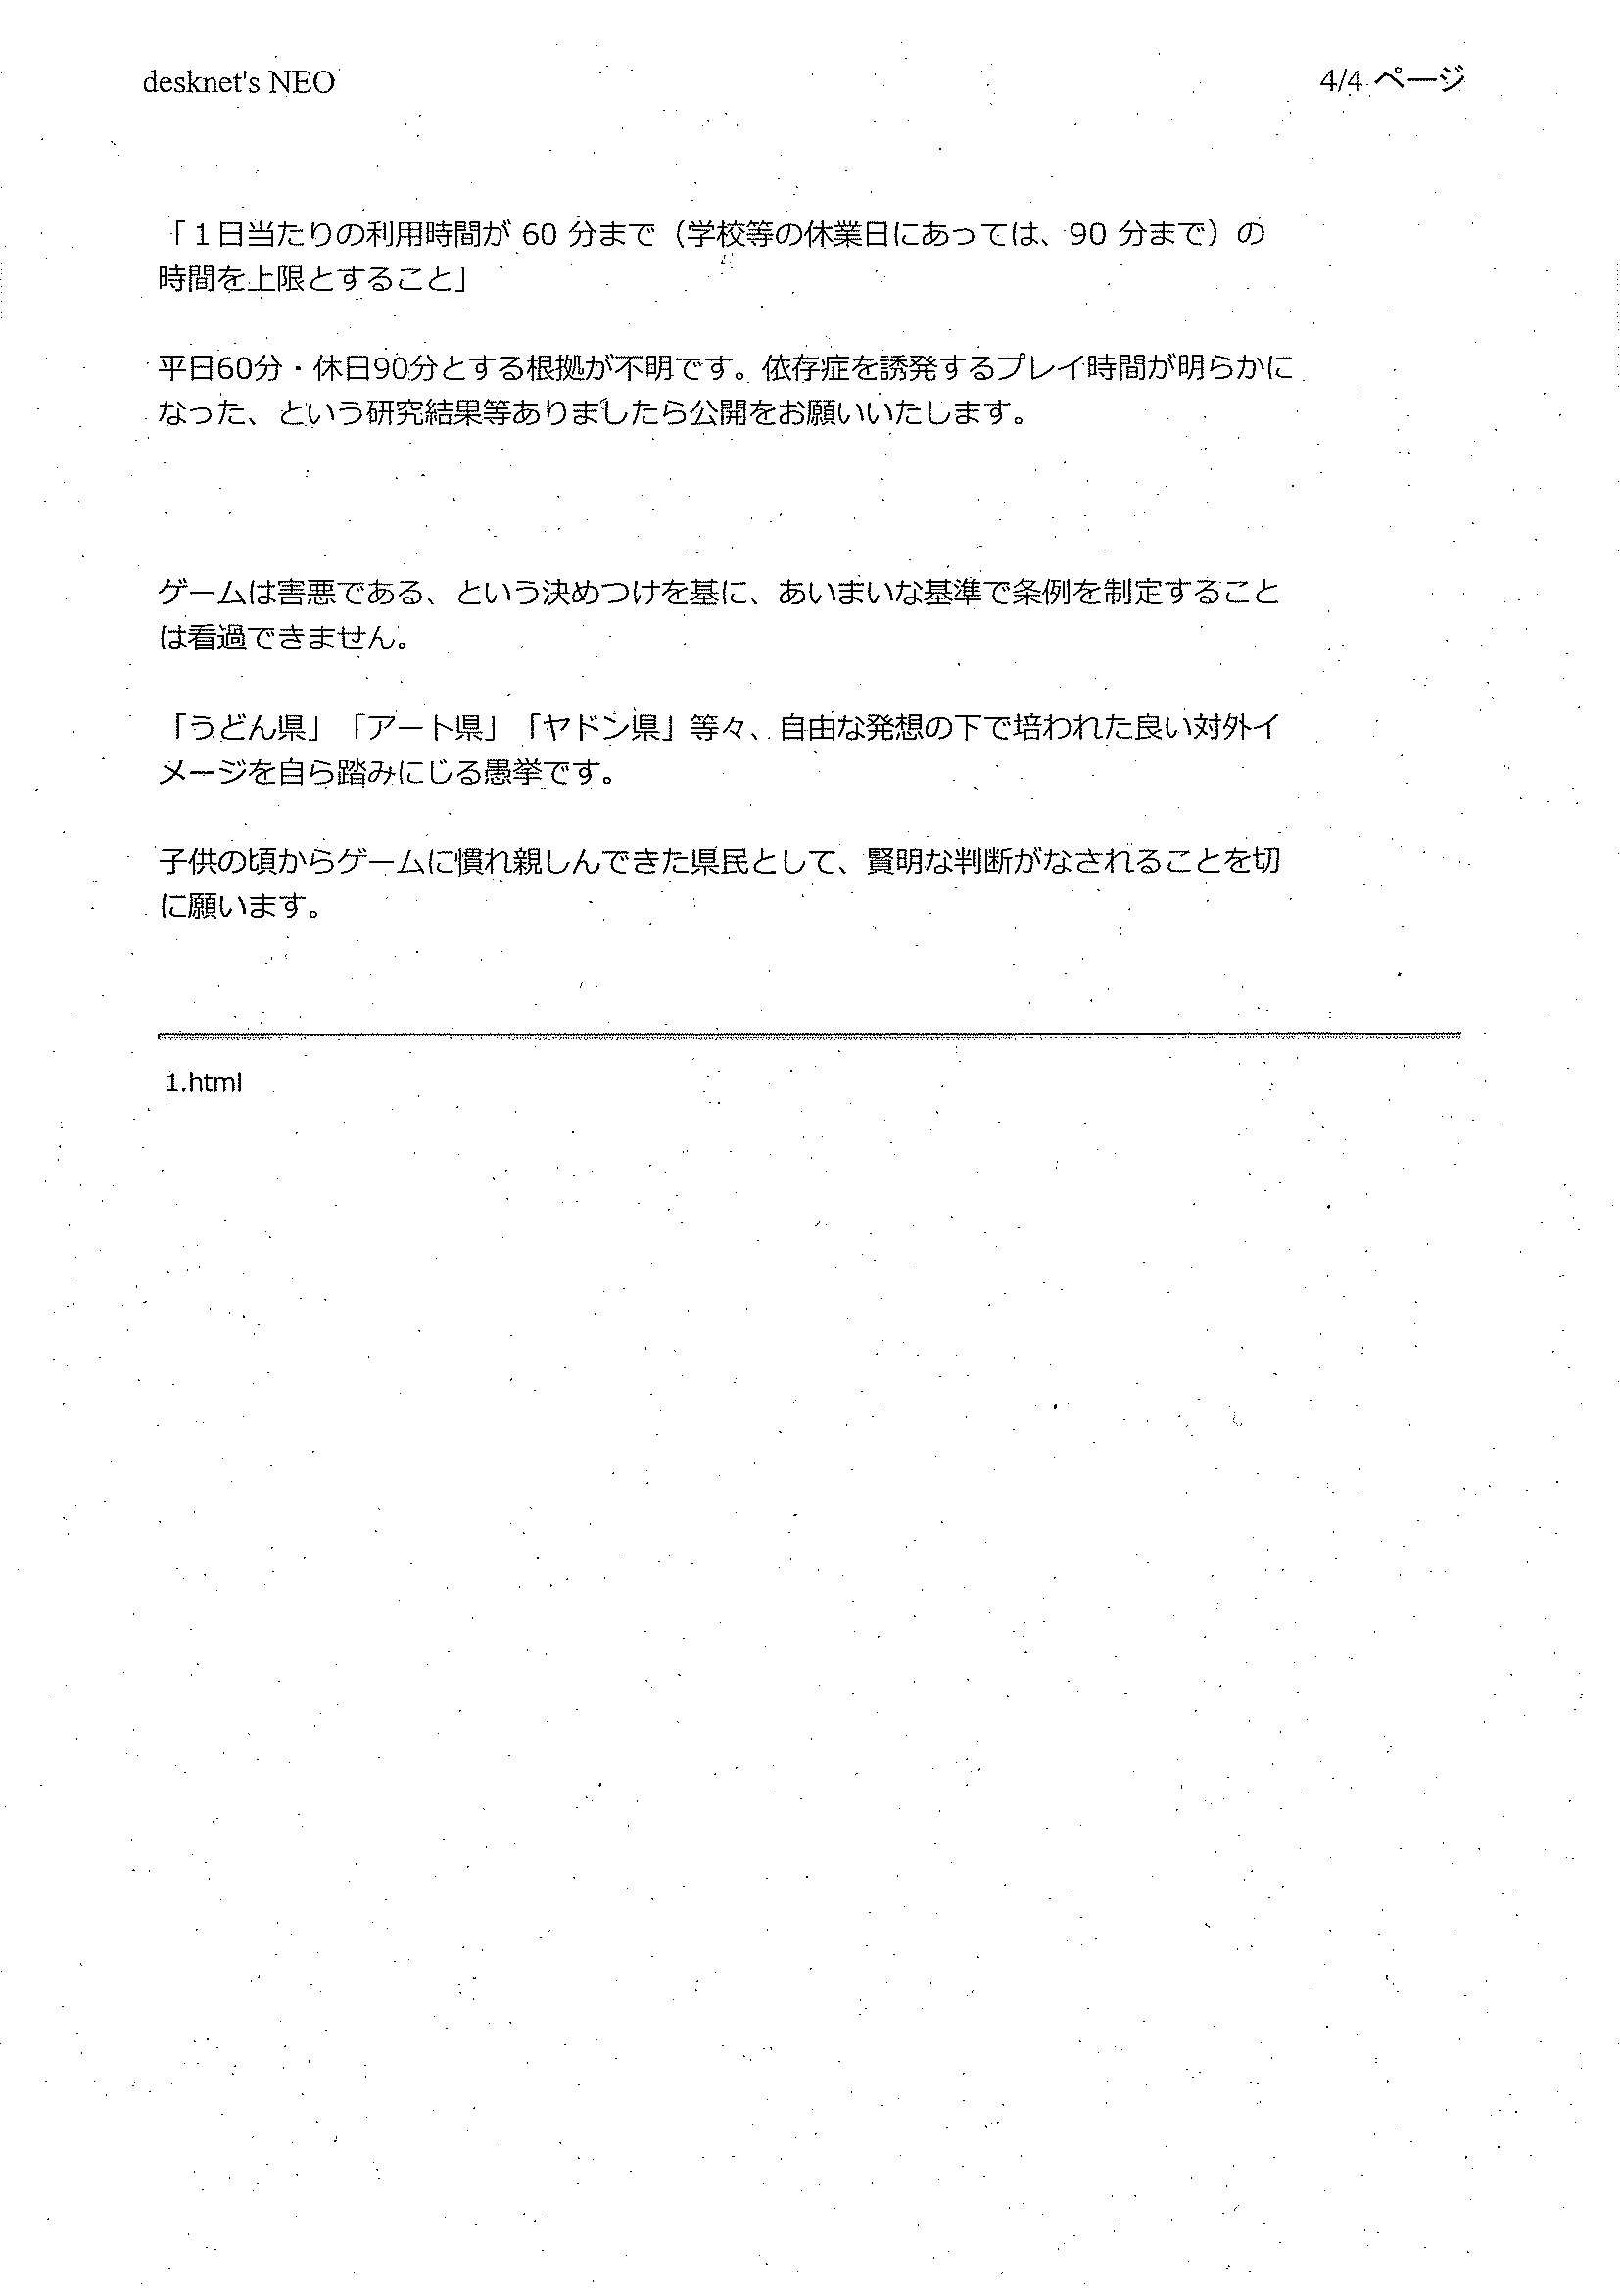 desknet's NEO
4/4 ページ
「１日当たりの利用時間が 60 分まで（学校等の休業日にあっては、90 分まで）の
時間を上限とすること」
平日60分・休日90分とする根拠が不明です。依存症を誘発するプレイ時間が明らかに
なった、という研究結果等ありましたら公開をお願いいたします。
ゲームは害悪である、という決めつけを基に、あいまいな基準で条例を制定すること
は看過できません。
「うどん県」「アート県」「ヤドン県」等々、自由な発想の下で培われた良い対外イ
メージを自ら踏みにじる愚挙です。
子供の頃からゲームに慣れ親しんできた県民として、賢明な判断がなされることを切
に願います。
1.html